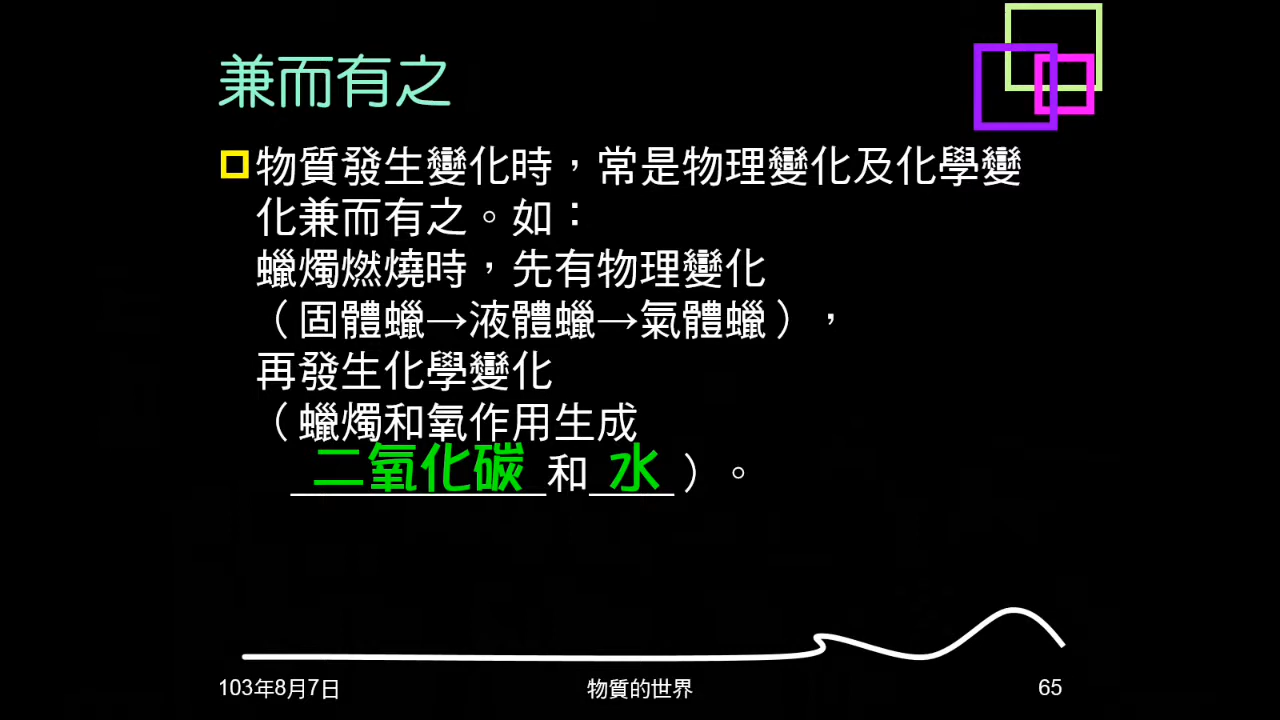 兼而有之
物質發生變化時，常是物理變化及化學變
化兼而有之。如：
蠟燭燃燒時，先有物理變化
（固體蠟→液體蠟→氣體蠟），
再發生化學變化
（蠟燭和氧作用生成
二氧化碳和水）。
103年8月7日
物質的世界
65